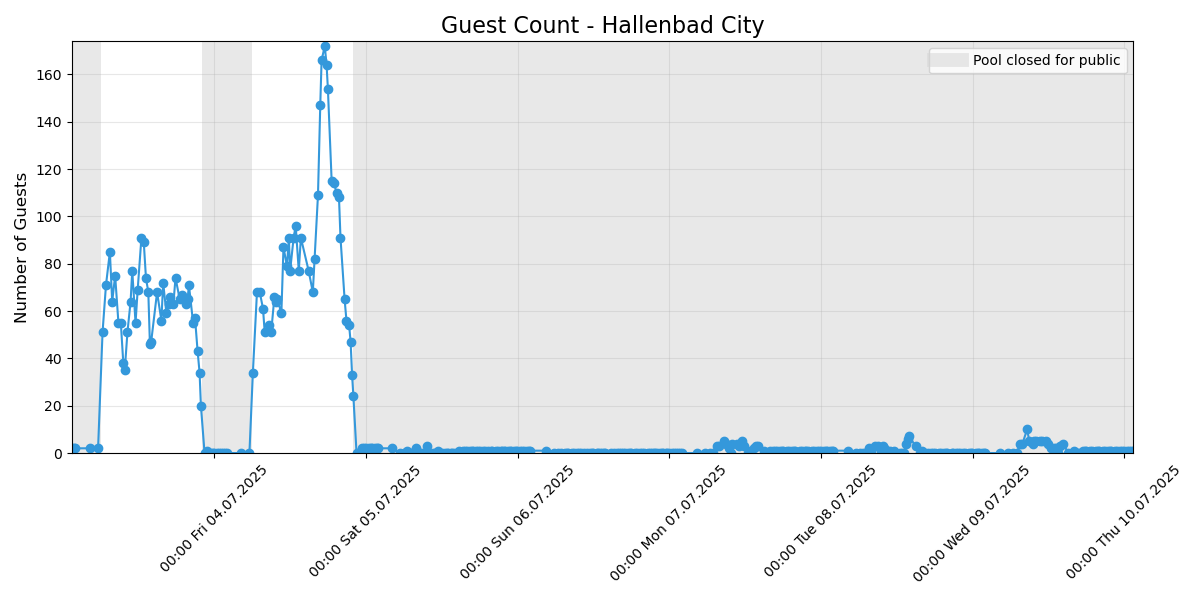 Guest Count - Hallenbad City
Pool closed for public
Number of Guests
160
140
120
100
80
60
40
20
0
00:00 Fri 04.07.2025
00:00 Sat 05.07.2025
00:00 Sun 06.07.2025
00:00 Mon 07.07.2025
00:00 Tue 08.07.2025
00:00 Wed 09.07.2025
00:00 Thu 10.07.2025